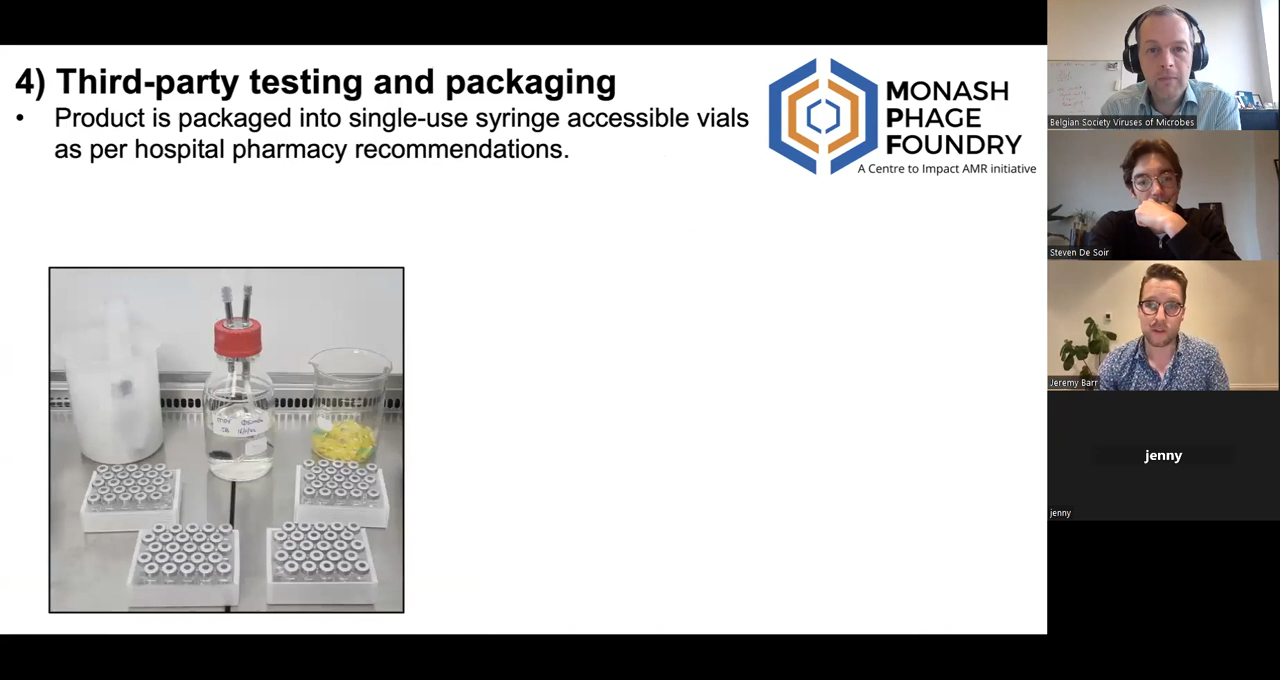 4) Third-party testing and packaging
• Product is packaged into single-use syringe accessible vials
as per hospital pharmacy recommendations.
MONASH
PHAGE
FOUNDRY
A Centre to Impact AMR initiative
Belgian Society Viruses of Microbes
Steven De Soir
Jeremy Barr
jenny
jenny